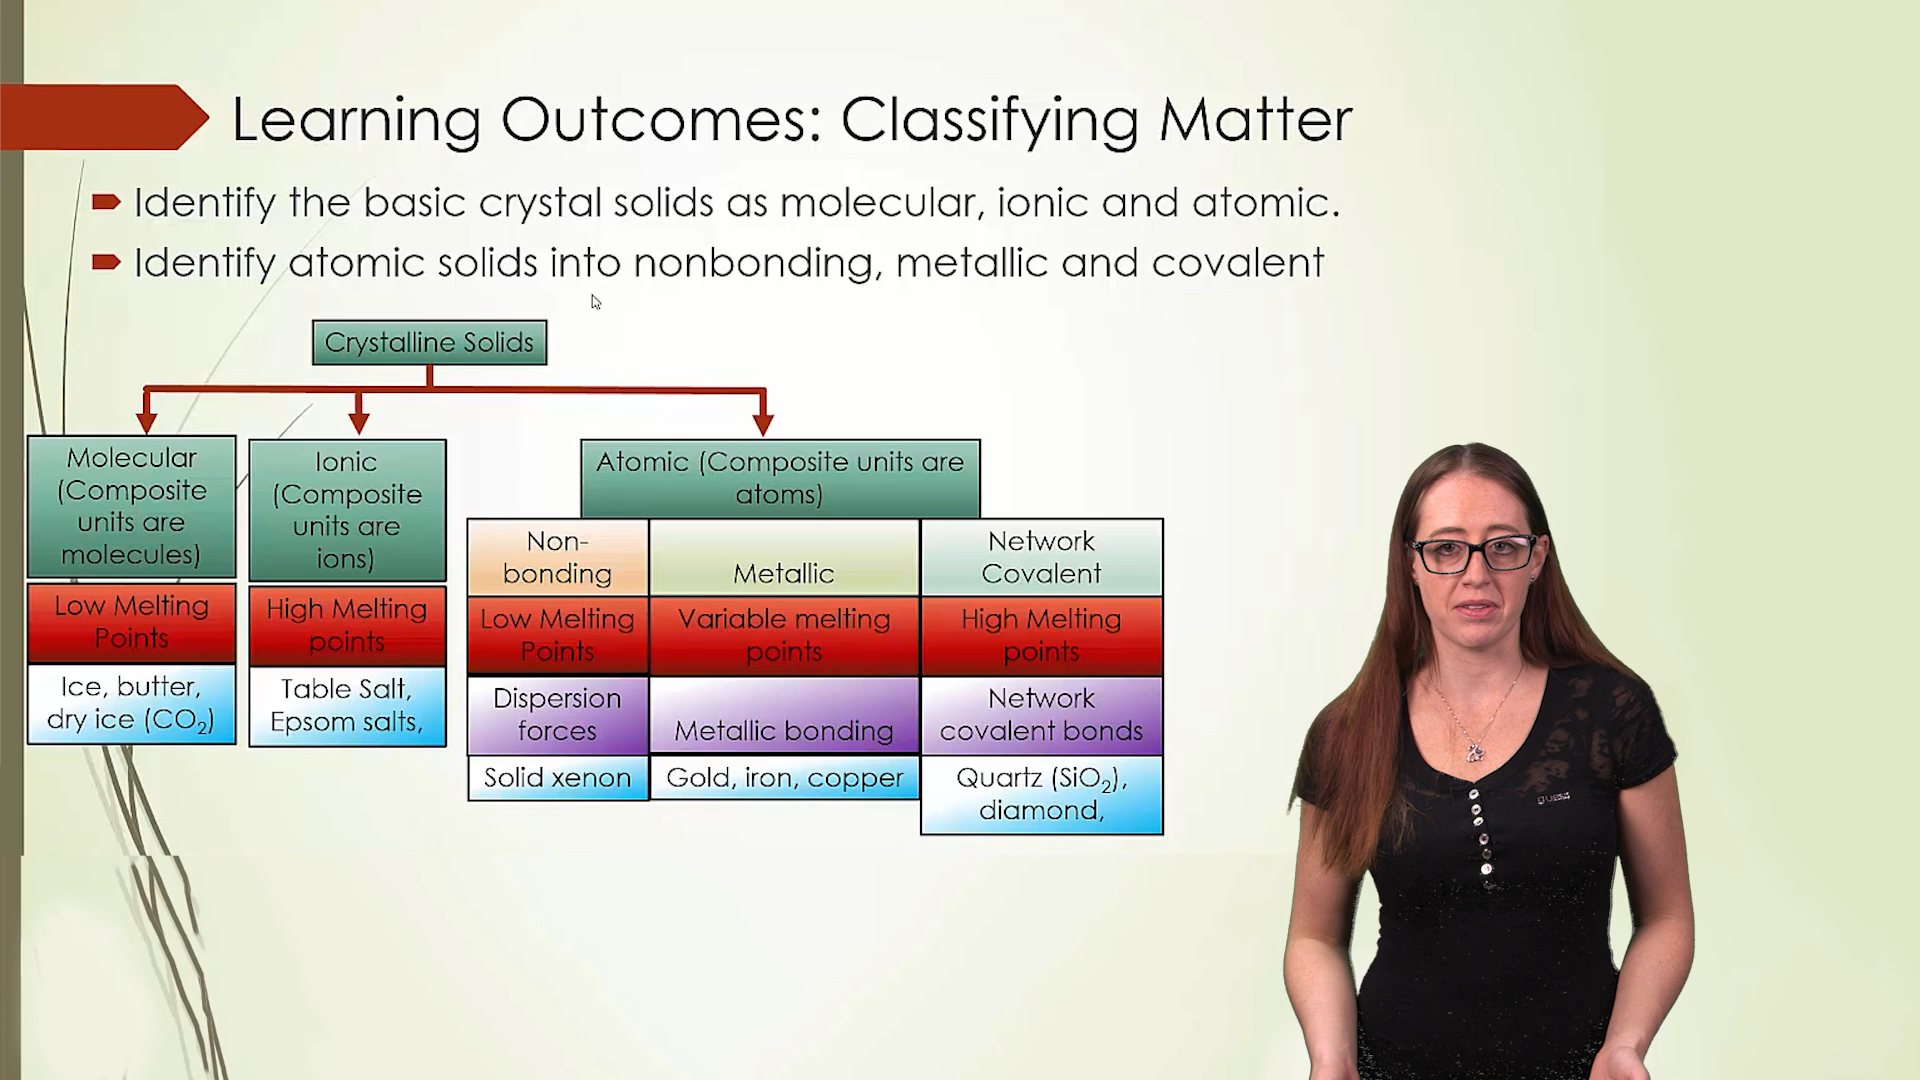 Learning Outcomes: Classifying Matter
Identify the basic crystal solids as molecular, ionic and atomic.
Identify atomic solids into nonbonding, metallic and covalent
Crystalline Solids
Molecular
(Composite
units are
molecules)
Low Melting
Points
Ice, butter,
dry ice (CO₂)
Ionic
(Composite
units are
ions)
High Melting
points
Table Salt,
Epsom salts,
Atomic (Composite units are
atoms)
Non-
bonding
Low Melting
Points
Dispersion
forces
Solid xenon
Metallic
Variable melting
points
Metallic bonding
Gold, iron, copper
Network
Covalent
High Melting
points
Network
covalent bonds
Quartz (SiO₂),
diamond,